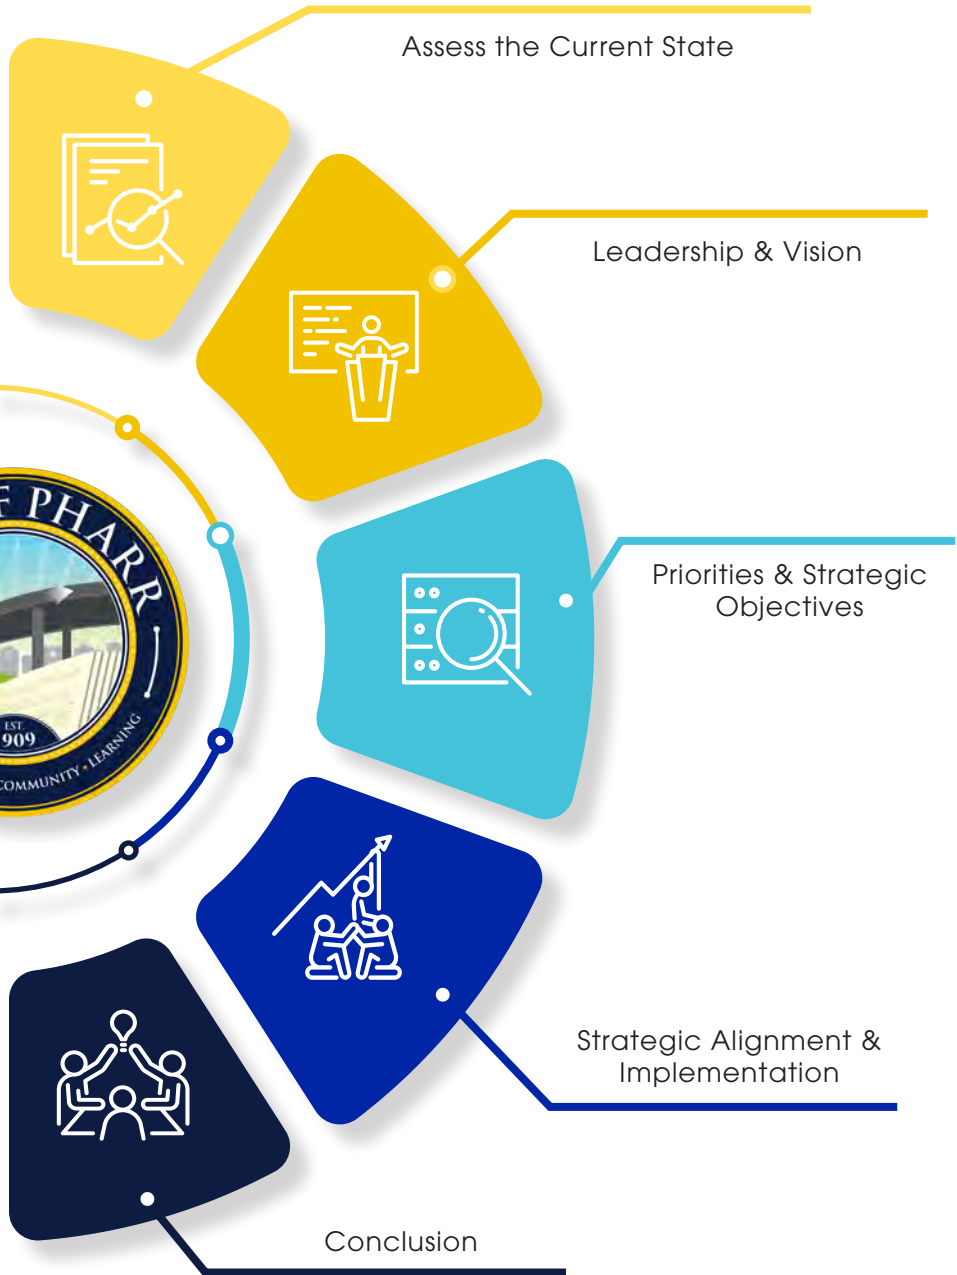 Assess the Current State
Leadership & Vision
F PHARR
Priorities & Strategic
Objectives
EST.
909
COMMUNITY • LEARNING
Strategic Alignment &
Implementation
Conclusion